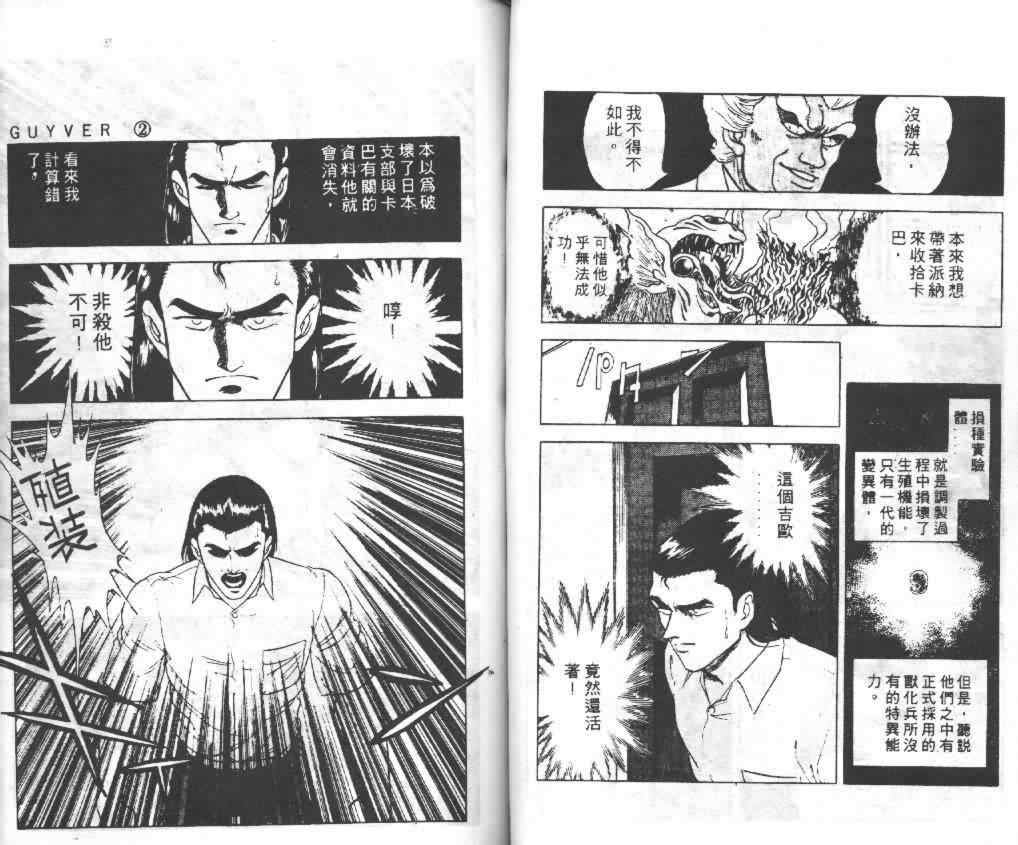 沒辦法，
我不得不
如此。
本來我想
帶著派納
來收拾卡
巴，
可惜他似
乎無法成
功！
損種實驗
體……
就是調製過
程中損壞了
生殖機能，
只有一代的
變異體，
但是，聽說
他們之中有
正式採用的
獸化兵所沒
有的特異能
力。
這個吉歐
……
竟然還活
著！
GUYVER ②
本以為破
壞了日本
支部與卡
巴有關的
資料他就
會消失，
看來我
計算錯
了，
哼！
非殺他
不可！
殖装